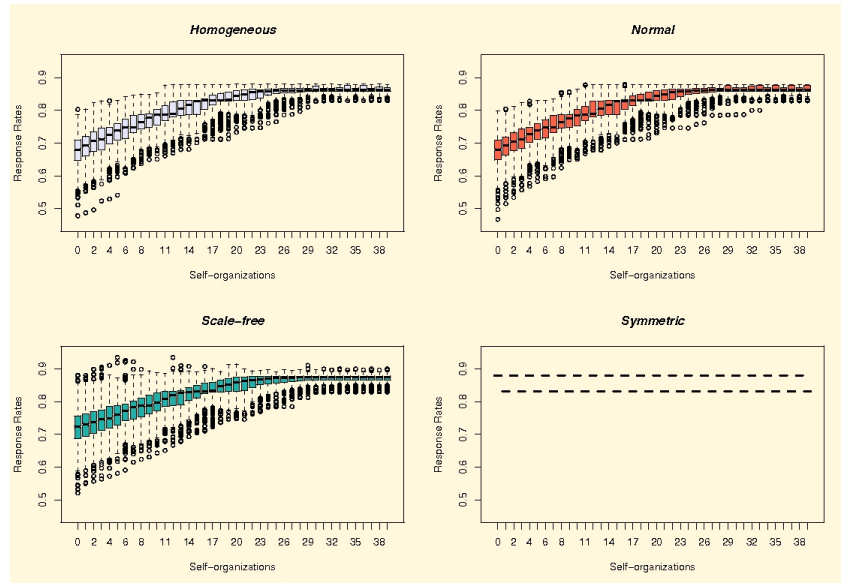 Homogeneous
Normal
Response Rates
0.9
0.8
0.7
0.6
0.5
0 2 4 6 8 11 14 17 20 23 26 29 32 35 38
Self-organizations
Response Rates
0.9
0.8
0.7
0.6
0.5
0 2 4 6 8 11 14 17 20 23 26 29 32 35 38
Self-organizations
Scale-free
Symmetric
Response Rates
0.9
0.8
0.7
0.6
0.5
0 2 4 6 8 11 14 17 20 23 26 29 32 35 38
Self-organizations
Response Rates
0.9
0.8
0.7
0.6
0.5
0 2 4 6 8 11 14 17 20 23 26 29 32 35 38
Self-organizations